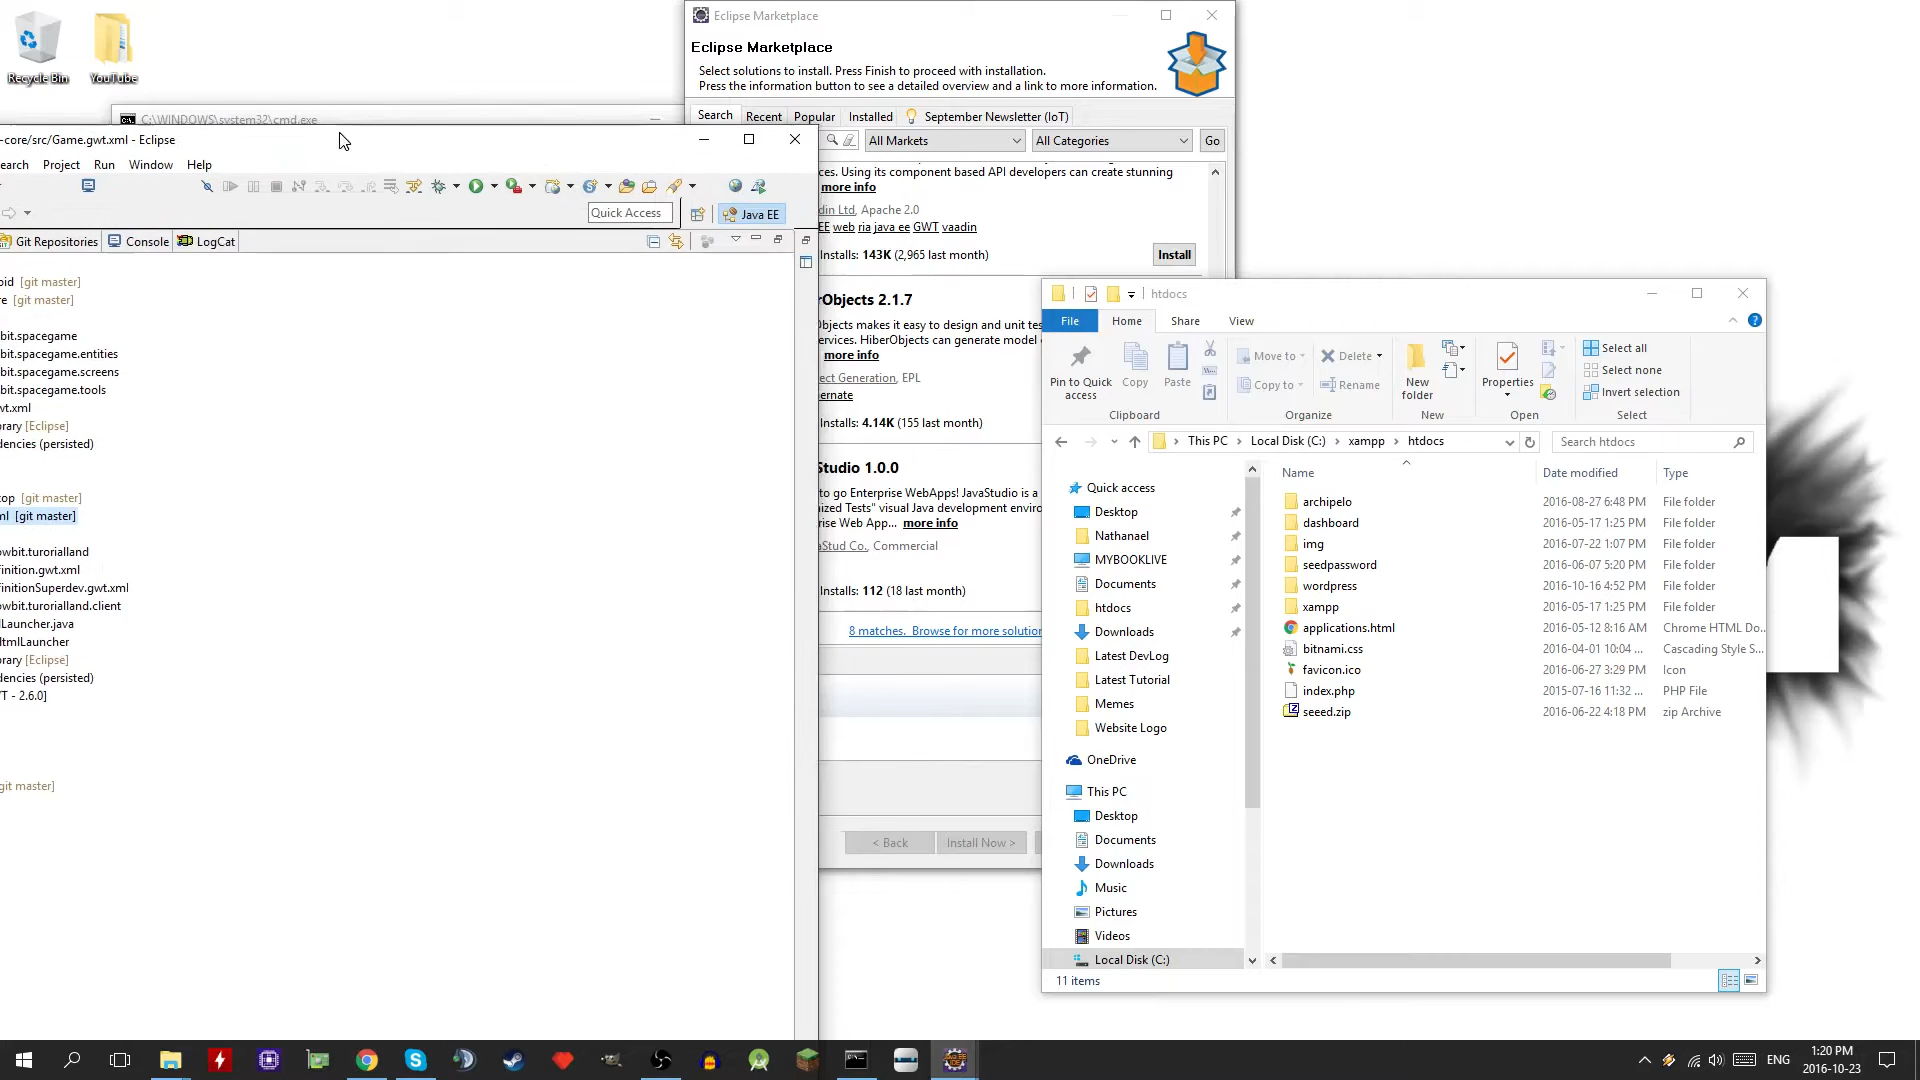 Recycle Bin
YouTube
C:\WINDOWS\system32\cmd.exe
-core/src/Game.gwt.xml - Eclipse
earch Project Run Window Help
Quick Access
Java EE
Git Repositories
Console
LogCat
oid [git master]
re [git master]
bit.spacegame
bit.spacegame.entities
bit.spacegame.screens
bit.spacegame.tools
vt.xml
rary [Eclipse]
dencies (persisted)
top [git master]
ml [git master]
owbit.turorialland
finition.gwt.xml
finitionSuperdev.gwt.xml
owbit.turorialland.client
lLauncher.java
ltmlLauncher
rary [Eclipse]
dencies (persisted)
/T - 2.6.0]
git master]
Eclipse Marketplace
Eclipse Marketplace
Select solutions to install. Press Finish to proceed with installation.
Press the information button to see a detailed overview and a link to more information.
Search Recent Popular Installed September Newsletter (IoT)
All Markets
All Categories
Go
ces. Using its component based API developers can create stunning
more info
din Ltd, Apache 2.0
EE web ria java ee GWT vaadin
Installs: 143K (2,965 last month)
Install
rObjects 2.1.7
Objects makes it easy to design and unit tes
ervices. HiberObjects can generate model c
more info
ect Generation, EPL
ernate
Installs: 4.14K (155 last month)
Studio 1.0.0
to go Enterprise WebApps! JavaStudio is a
nized Tests" visual Java development enviro
rise Web App... more info
aStud Co., Commercial
Installs: 112 (18 last month)
8 matches. Browse for more solution
< Back
Install Now >
htdocs
File Home Share View
Pin to Quick access
Copy
Paste
Move to
Copy to
Delete
Rename
New folder
Properties
Select all
Select none
Invert selection
Clipboard Organize New Open Select
This PC Local Disk (C:) xampp htdocs
Search htdocs
Name Date modified Type
Quick access
Desktop
Nathanael
MYBOOKLIVE
Documents
htdocs
Downloads
Latest DevLog
Latest Tutorial
Memes
Website Logo
OneDrive
This PC
Desktop
Documents
Downloads
Music
Pictures
Videos
Local Disk (C:)
archipelo 2016-08-27 6:48 PM File folder
dashboard 2016-05-17 1:25 PM File folder
img 2016-07-22 1:07 PM File folder
seedpassword 2016-06-07 5:20 PM File folder
wordpress 2016-10-16 4:52 PM File folder
xampp 2016-05-17 1:25 PM File folder
applications.html 2016-05-12 8:16 AM Chrome HTML Do...
bitnami.css 2016-04-01 10:04 ... Cascading Style S...
favicon.ico 2016-06-27 3:29 PM Icon
index.php 2015-07-16 11:32 ... PHP File
seeed.zip 2016-06-22 4:18 PM zip Archive
11 items
ENG
1:20 PM
2016-10-23